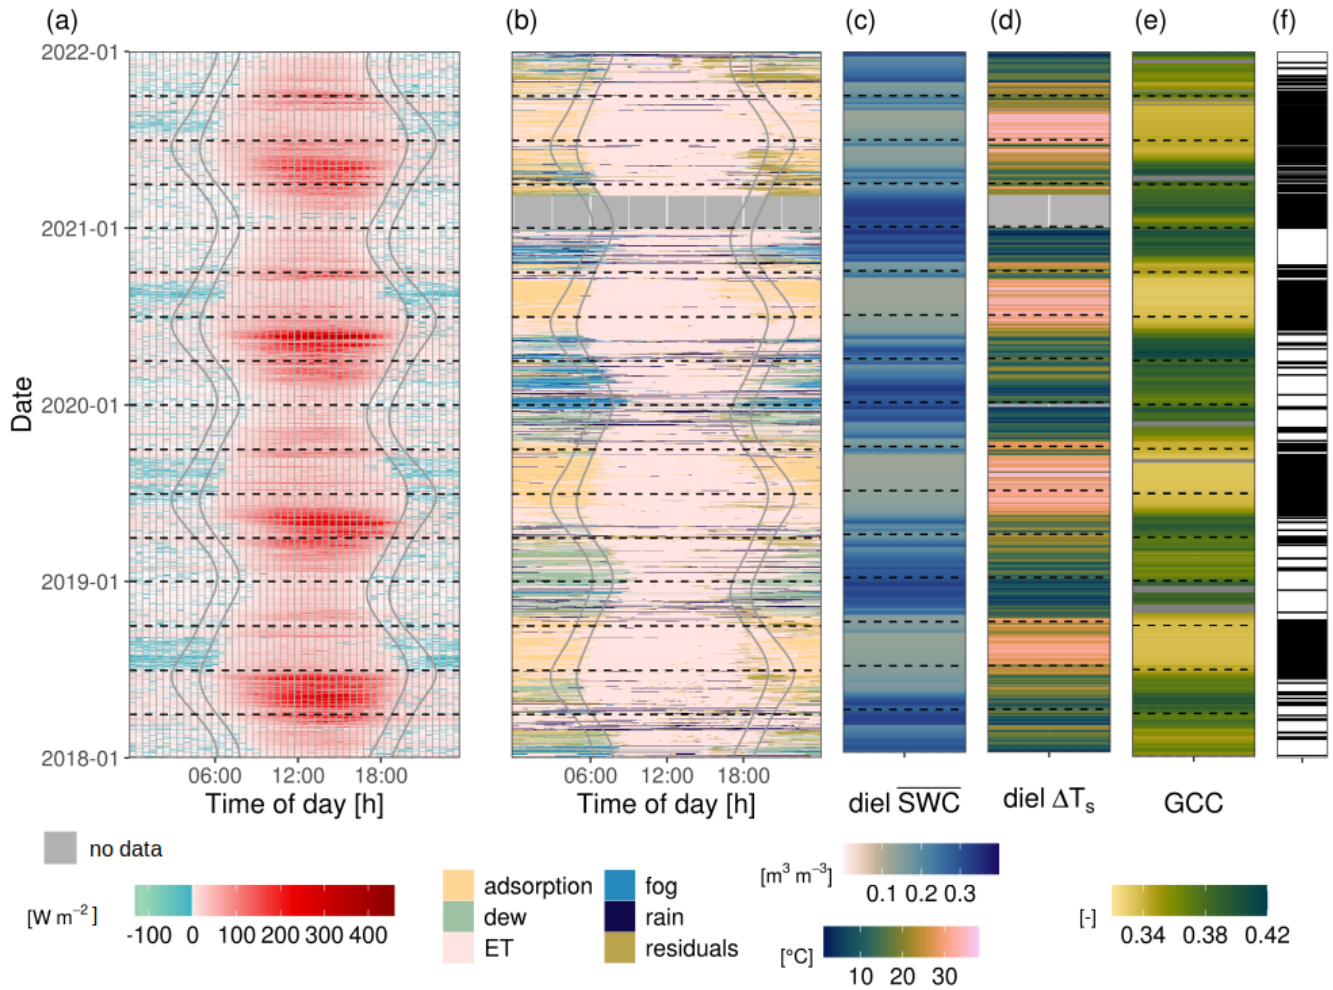 (a) (b) (c) (d) (e) (f)
2022-01
2021-01
2020-01
2019-01
2018-01
Date
06:00 12:00 18:00 06:00 12:00 18:00
Time of day [h] Time of day [h] diel SWC diel ΔTs GCC
no data
[W m−2]
-100 0 100 200 300 400
adsorption
dew
ET
fog
rain
residuals
[m3 m−3]
0.1 0.2 0.3
[°C]
10 20 30
[-]
0.34 0.38 0.42